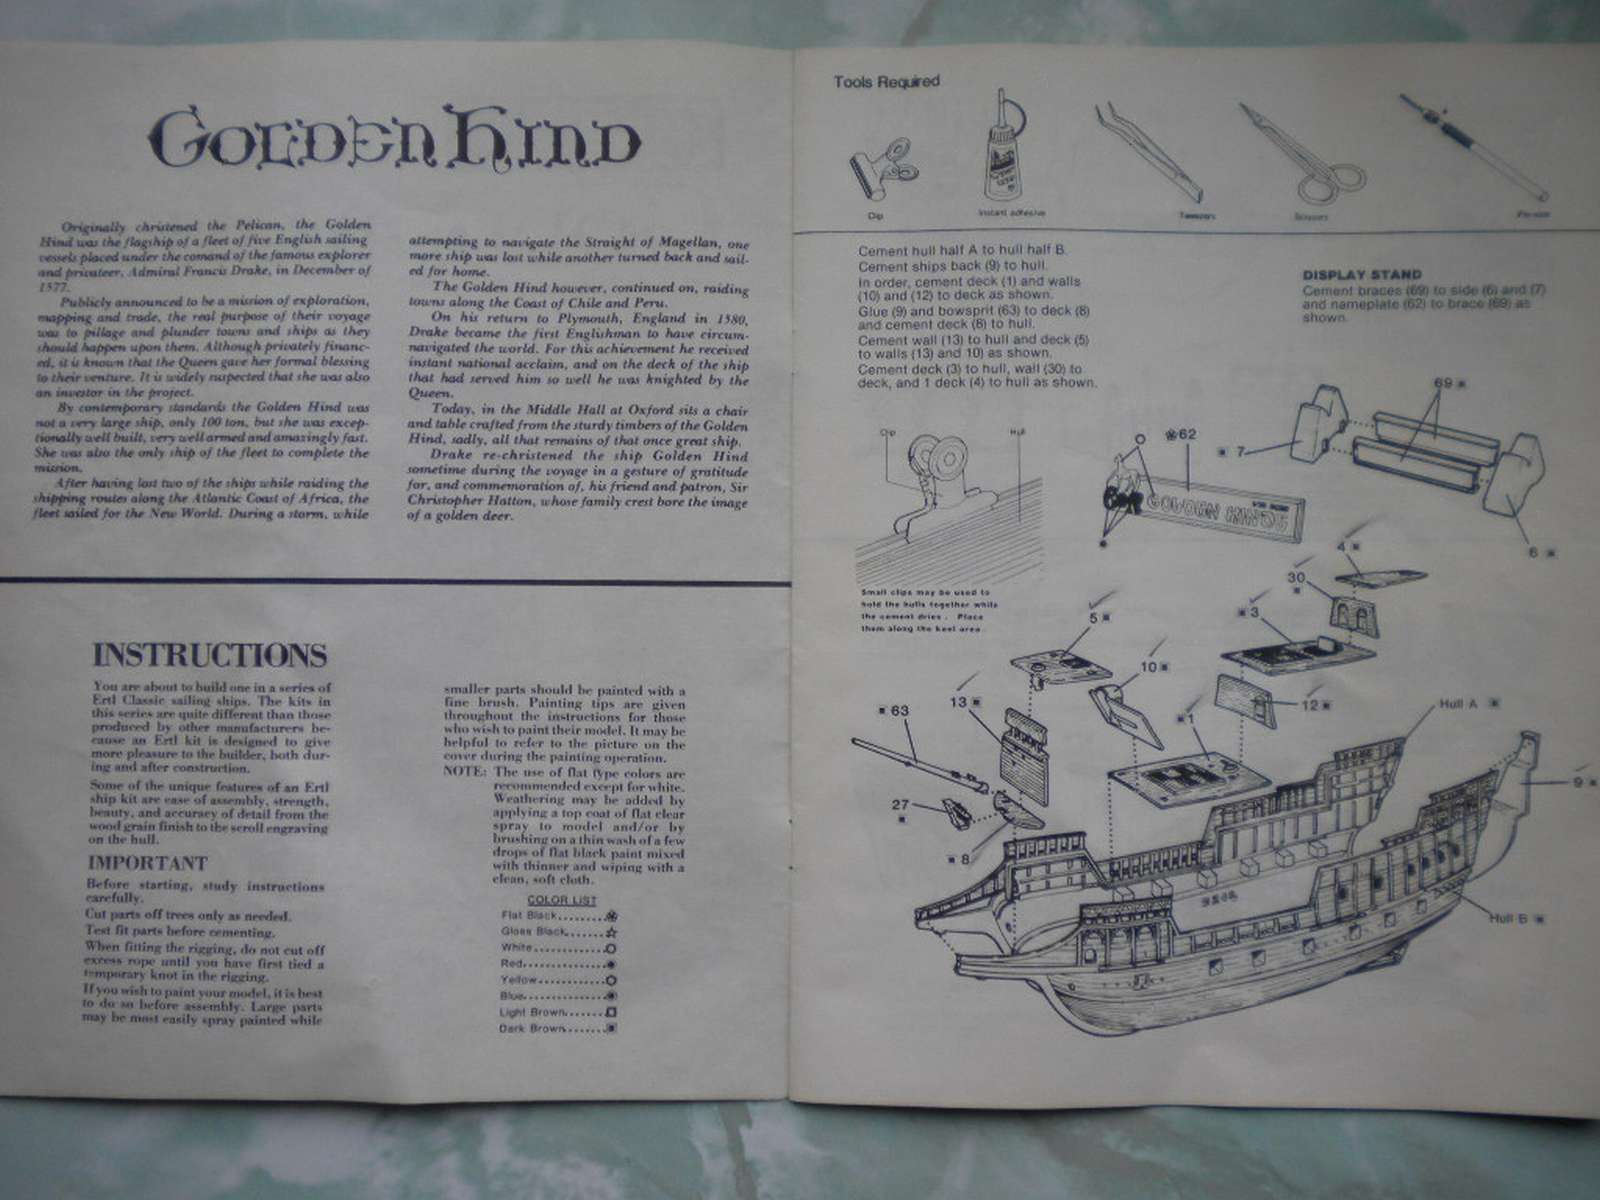 GOLDEN HIND
Originally christened the Pelican, the Golden
Hind was the flagship of a fleet of five English sailing
vessels placed under the comand of the famous explorer
and privateer, Admiral Francis Drake, in December of
1577.
Publicly announced to be a mission of exploration,
mapping and trade, the real purpose of their voyage
was to pillage and plunder towns and ships as they
should happen upon them. Although privately financ-
ed, it is known that the Queen gave her formal blessing
to their venture. It is widely suspected that she was also
an investor in the project.
By contemporary standards the Golden Hind was
not a very large ship, only 100 ton, but she was excep-
tionally well built, very well armed and amazingly fast.
She was also the only ship of the fleet to complete the
mission.
After having lost two of the ships while raiding the
shipping routes along the Atlantic Coast of Africa, the
fleet sailed for the New World. During a storm, while
attempting to navigate the Straight of Magellan, one
more ship was lost while another turned back and sail-
ed for home.
The Golden Hind however, continued on, raiding
towns along the Coast of Chile and Peru.
On his return to Plymouth, England in 1580,
Drake became the first Englishman to have circum-
navigated the world. For this achievement he received
instant national acclaim, and on the deck of the ship
that had served him so well he was knighted by the
Queen.
Today, in the Middle Hall at Oxford sits a chair
and table crafted from the sturdy timbers of the Golden
Hind, sadly, all that remains of that once great ship.
Drake re-christened the ship Golden Hind
sometime during the voyage in a gesture of gratitude
for, and commemoration of, his friend and patron, Sir
Christopher Hatton, whose family crest bore the image
of a golden deer.
INSTRUCTIONS
You are about to build one in a series of
Ertl Classic sailing ships. The kits in
this series are quite different than those
produced by other manufacturers be-
cause an Ertl kit is designed to give
more pleasure to the builder, both dur-
ing and after construction.
Some of the unique features of an Ertl
ship kit are ease of assembly, strength,
beauty, and accuracy of detail from the
wood grain finish to the scroll engraving
on the hull.
IMPORTANT
Before starting, study instructions
carefully.
Cut parts off trees only as needed.
Test fit parts before cementing.
When fitting the rigging, do not cut off
excess rope until you have first tied a
temporary knot in the rigging.
If you wish to paint your model, it is best
to do so before assembly. Large parts
may be most easily spray painted while
smaller parts should be painted with a
fine brush. Painting tips are given
throughout the instructions for those
who wish to paint their model. It may be
helpful to refer to the picture on the
cover during the painting operation.
NOTE: The use of flat type colors are
recommended except for white.
Weathering may be added by
applying a top coat of flat clear
spray to model and/or by
brushing on a thin wash of a few
drops of flat black paint mixed
with thinner and wiping with a
clean, soft cloth.
COLOR LIST
Flat Black
Gloss Black
White
Red
Yellow
Blue
Light Brown
Dark Brown
Tools Required
Clip
Instant adhesive
Tweezers
Scissors
Cement hull half A to hull half B.
Cement ships back (9) to hull.
In order, cement deck (1) and walls
(10) and (12) to deck as shown.
Glue (9) and bowsprit (63) to deck (8)
and cement deck (8) to hull.
Cement wall (13) to hull and deck (5)
to walls (13) and 10) as shown.
Cement deck (3) to hull, wall (30) to
deck, and 1 deck (4) to hull as shown.
DISPLAY STAND
Cement braces (69) to side (6) and (7)
and nameplate (62) to brace (69) as
shown.
Clip
Hull
Small clips may be used to
hold the hulls together while
the cement dries. Place
them along the keel area.
69
62
7
GOLDEN HINDE
6
4
30
3
5
10
13
12
63
1
Hull A
9
27
8
Hull B